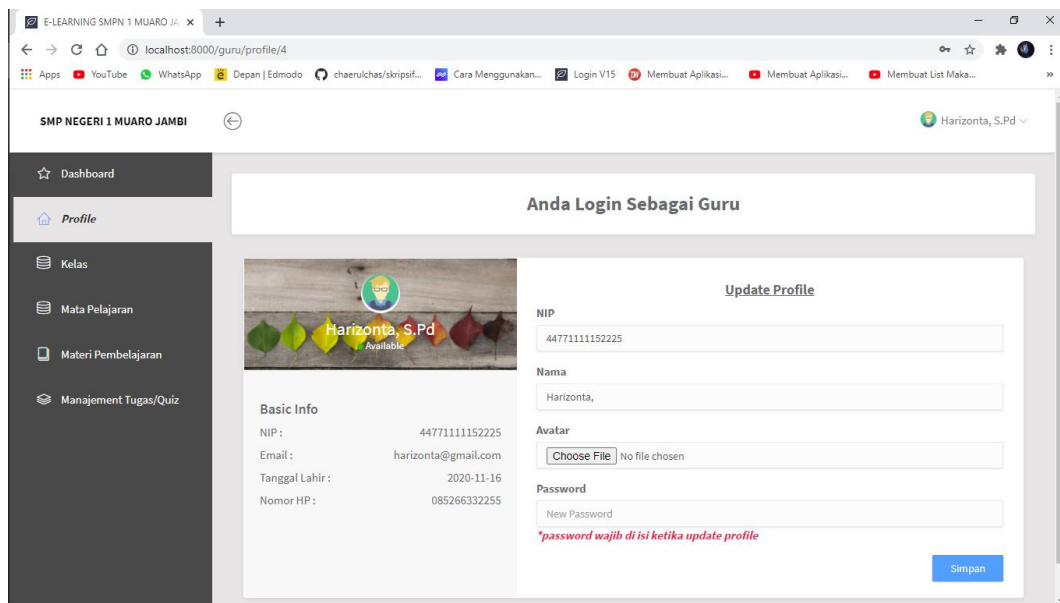 E-LEARNING SMPN 1 MUARO JA
localhost:8000/guru/profile/4
Apps YouTube WhatsApp Depan | Edmodo chaerulchas/skripsif... Cara Menggunakan... Login V15 Membuat Aplikasi... Membuat Aplikasi... Membuat List Maka...
SMP NEGERI 1 MUARO JAMBI
Harizonta, S.Pd
Dashboard
Profile
Kelas
Mata Pelajaran
Materi Pembelajaran
Manajement Tugas/Quiz
Anda Login Sebagai Guru
Harizonta, S.Pd
Available
Basic Info
NIP : 44771111152225
Email : harizonta@gmail.com
Tanggal Lahir : 2020-11-16
Nomor HP : 085266332255
Update Profile
NIP
44771111152225
Nama
Harizonta,
Avatar
Choose File No file chosen
Password
New Password
*password wajib di isi ketika update profile
Simpan